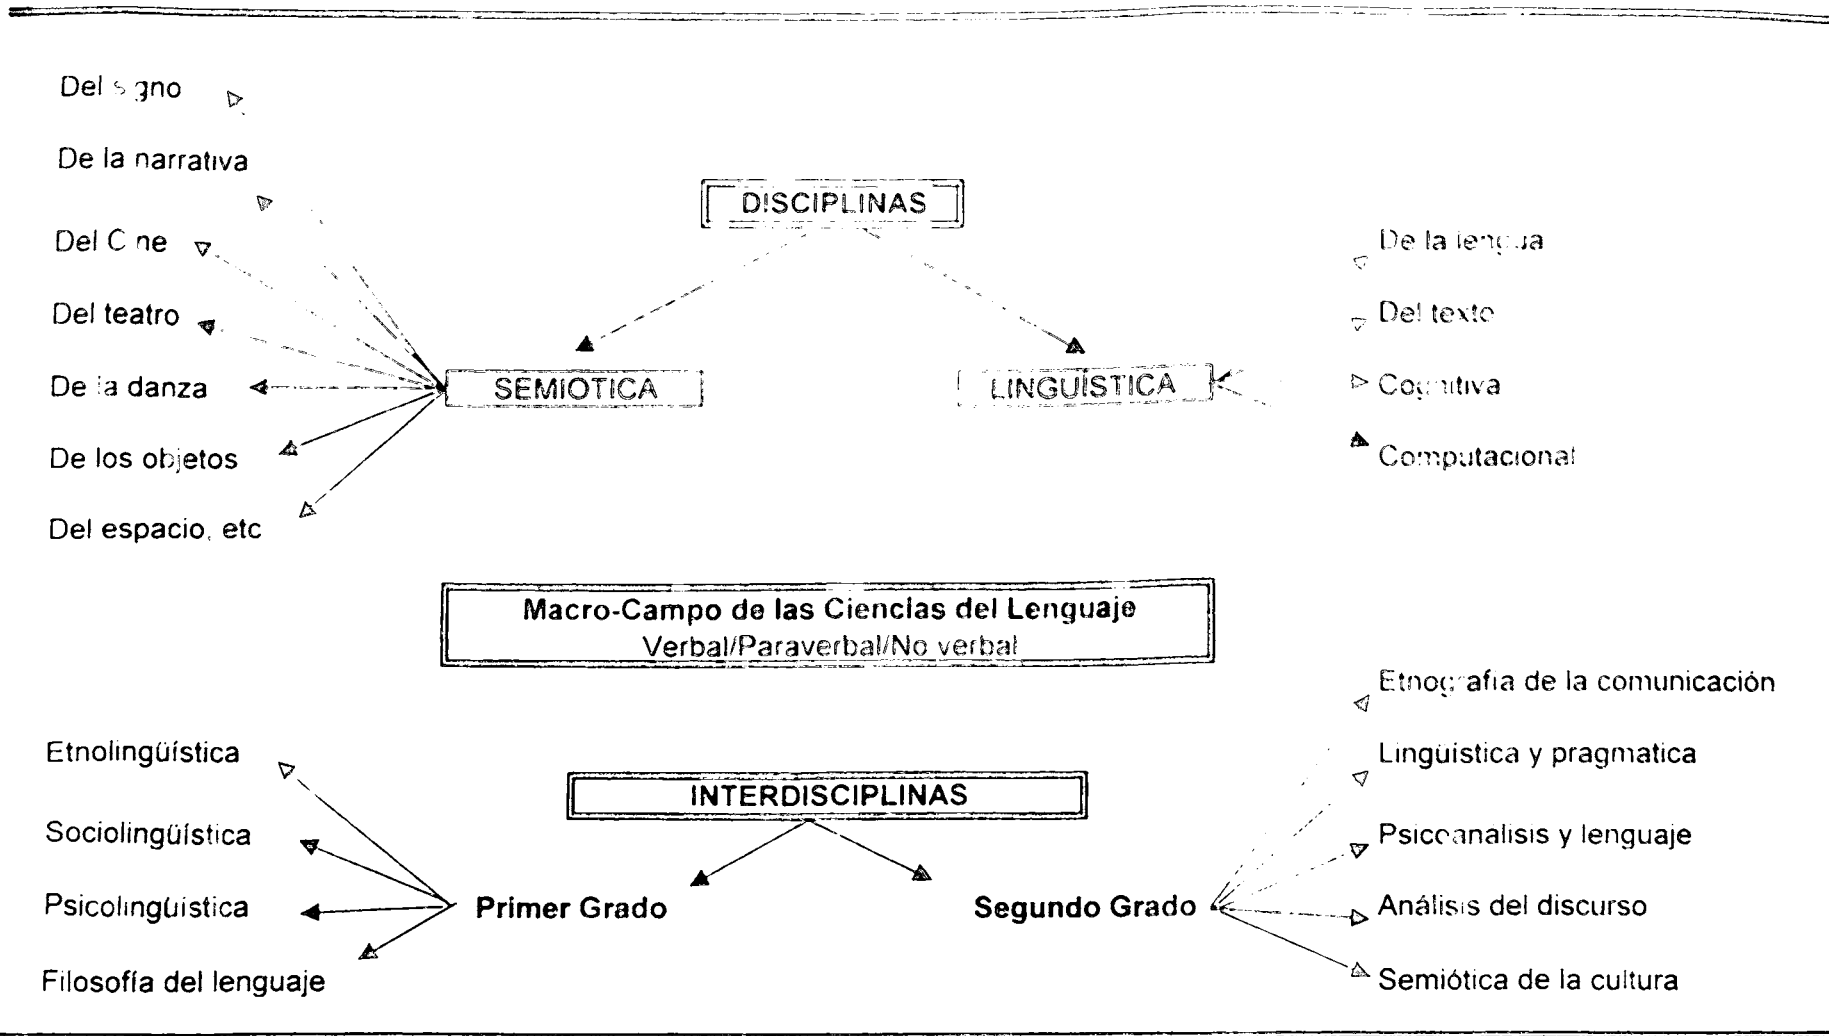 Del signo
De la narrativa
DISCIPLINAS
Del Cine
De la lengua
Del teatro
Del texto
De la danza
SEMIOTICA
LINGUÍSTICA
Cognitiva
De los objetos
Computacional
Del espacio, etc
Macro-Campo de las Ciencias del Lenguaje
Verbal/Paraverbal/No verbal
Etnografia de la comunicación
Etnolingüística
Lingüistica y pragmatica
INTERDISCIPLINAS
Sociolingüística
Psicoanalisis y lenguaje
Psicolingüistica
Primer Grado
Segundo Grado
Análisis del discurso
Filosofía del lenguaje
Semiótica de la cultura